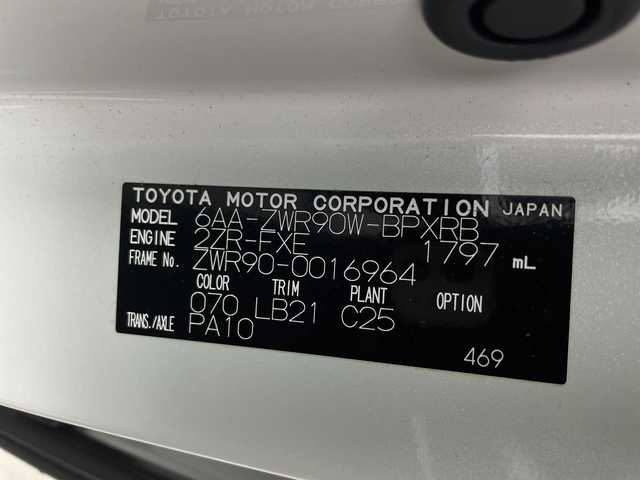 TOYOTA MOTOR CORPORATION JAPAN
MODEL 6AA-ZWR90W-BPXRB
ENGINE 2ZR-FXE 1797 mL
FRAME No. ZWR90-0016964
COLOR TRIM PLANT OPTION
070 LB21 C25
TRANS./AXLE PA10
469